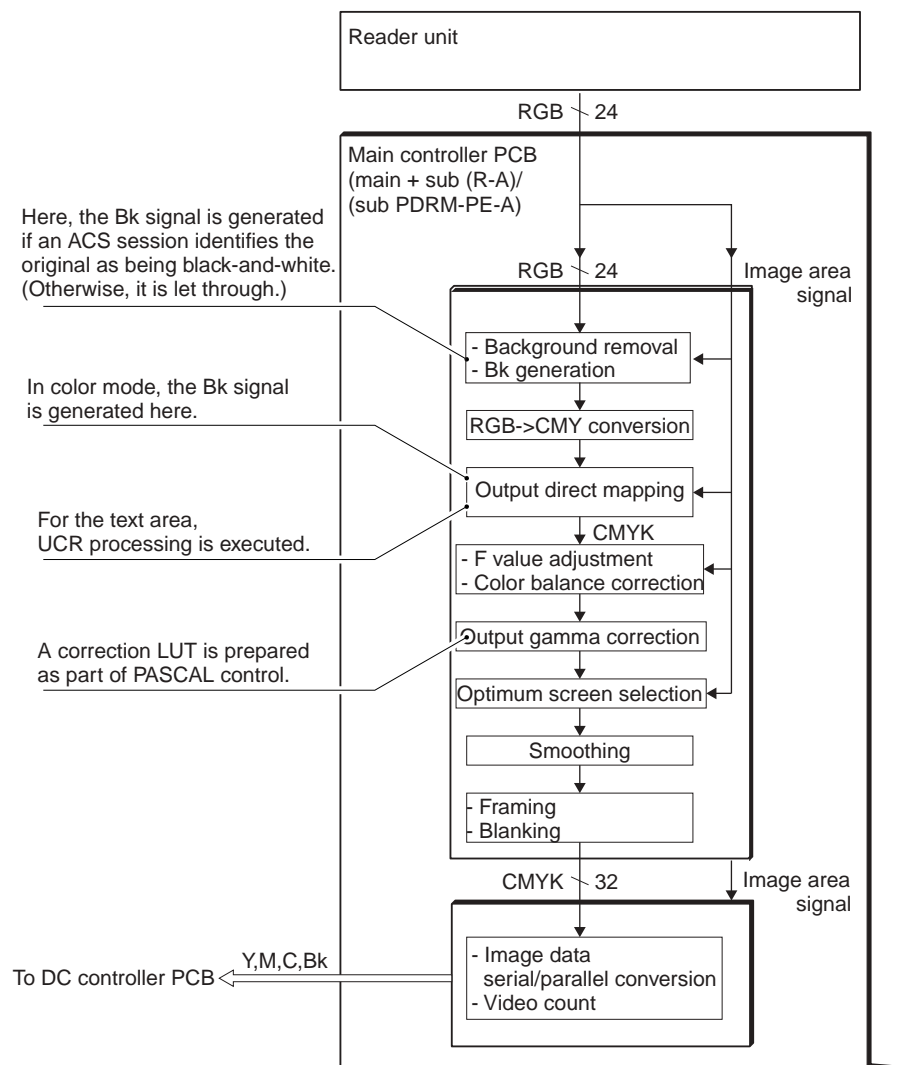 Reader unit
RGB 24
Main controller PCB
(main + sub (R-A)/
(sub PDRM-PE-A)
Here, the Bk signal is generated
if an ACS session identifies the
original as being black-and-white.
(Otherwise, it is let through.)
RGB 24
Image area
signal
- Background removal
- Bk generation
In color mode, the Bk signal
is generated here.
RGB->CMY conversion
Output direct mapping
For the text area,
UCR processing is executed.
CMYK
- F value adjustment
- Color balance correction
Output gamma correction
A correction LUT is prepared
as part of PASCAL control.
Optimum screen selection
Smoothing
- Framing
- Blanking
CMYK 32
Image area
signal
- Image data
serial/parallel conversion
- Video count
Y,M,C,Bk
To DC controller PCB